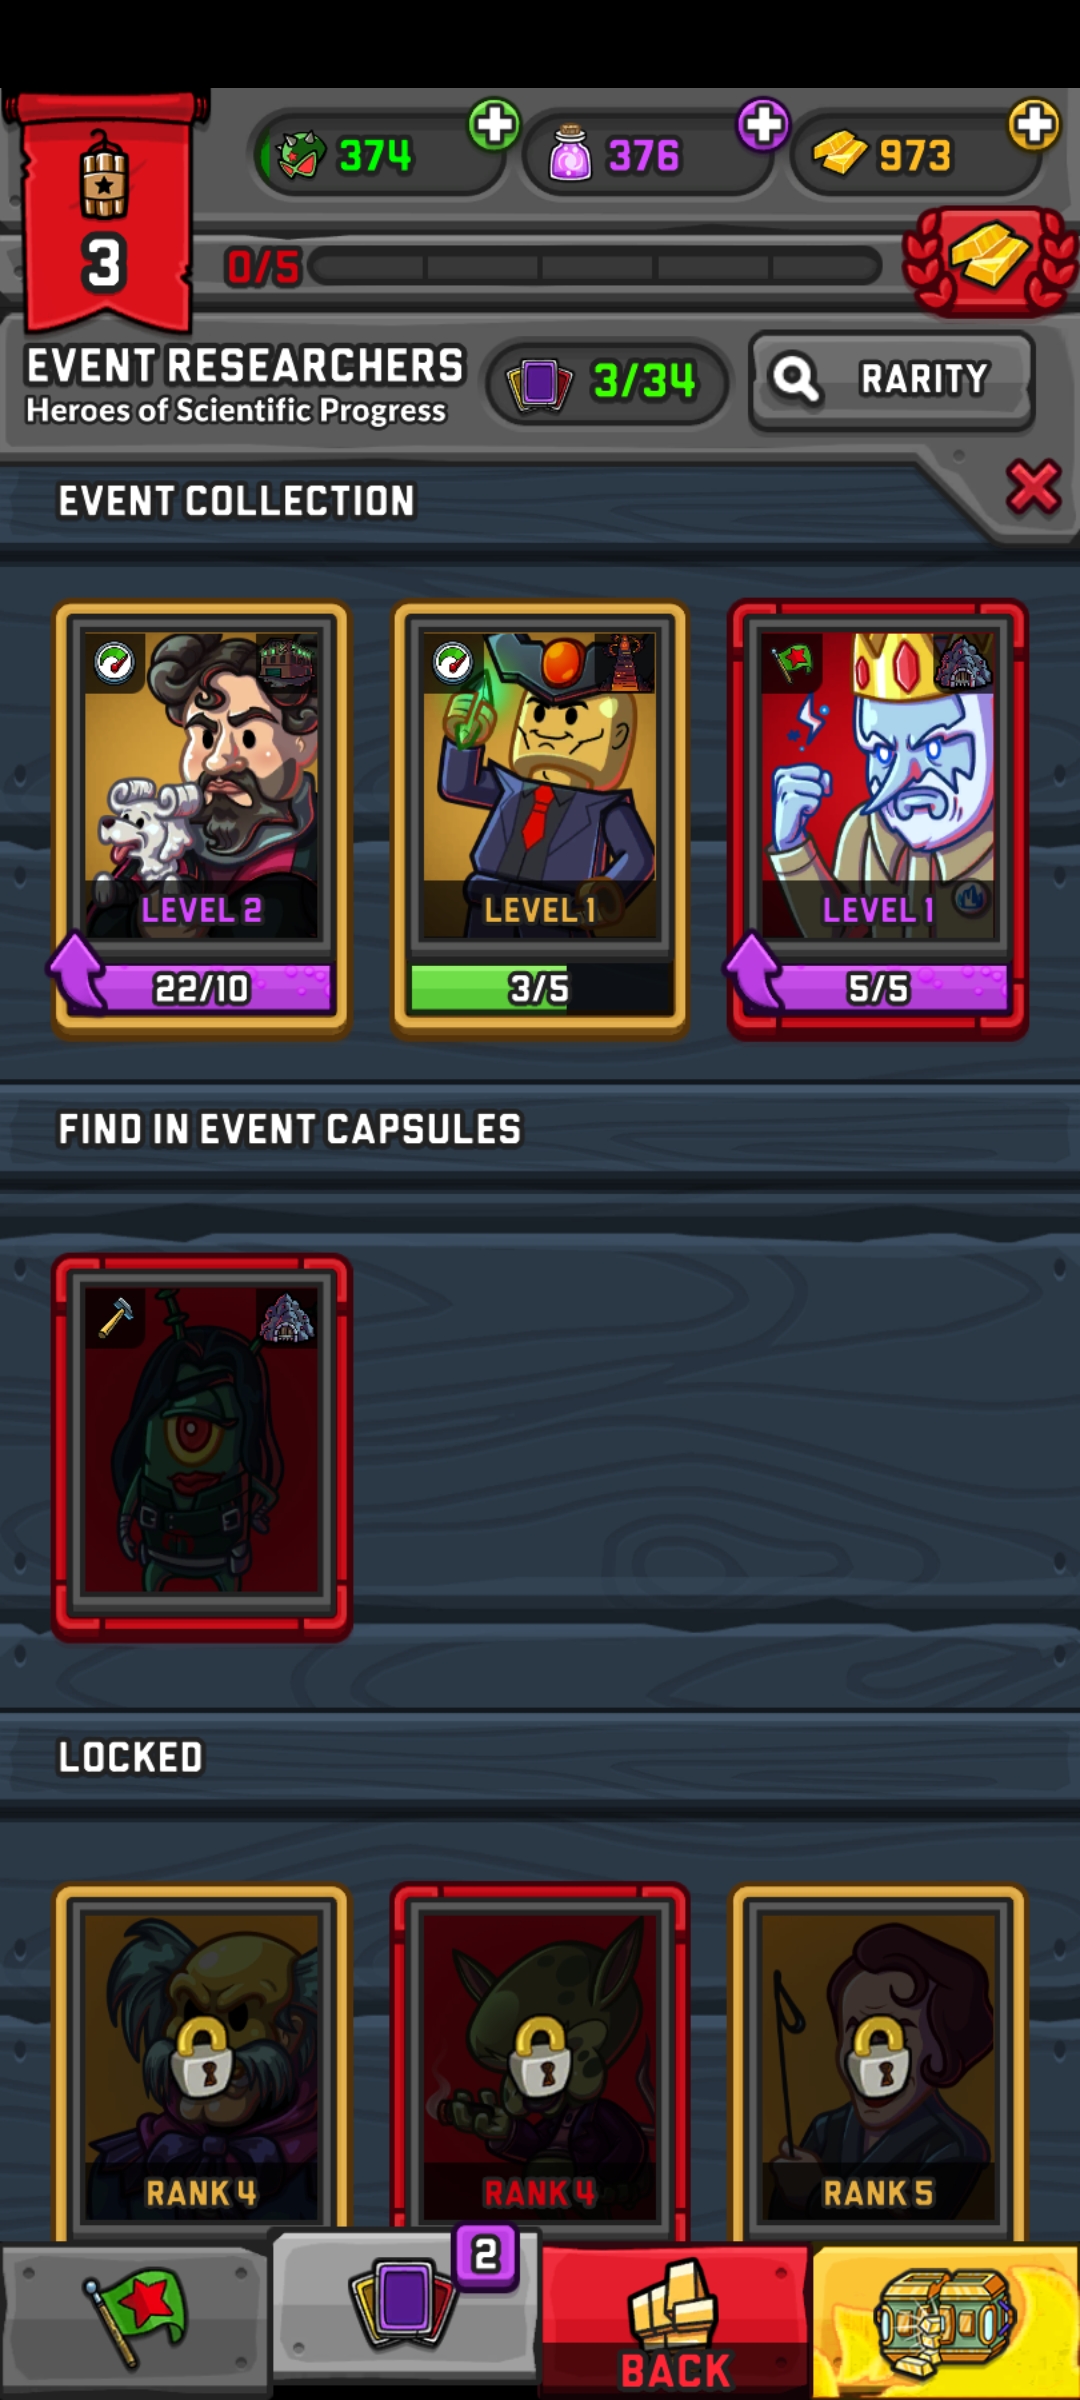 374
376
973
3
0/5
EVENT RESEARCHERS
Heroes of Scientific Progress
3/34
RARITY
EVENT COLLECTION
LEVEL 2
LEVEL 1
LEVEL 1
22/10
3/5
5/5
FIND IN EVENT CAPSULES
LOCKED
RANK 4
RANK 4
RANK 5
2
BACK